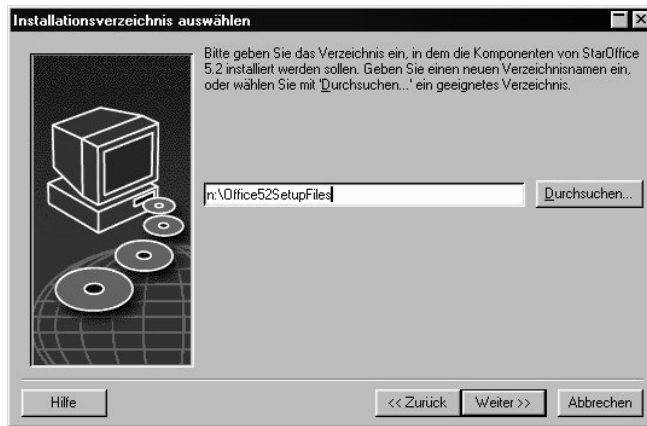 Installationsverzeichnis auswählen
Bitte geben Sie das Verzeichnis ein, in dem die Komponenten von StarOffice
5.2 installiert werden sollen. Geben Sie einen neuen Verzeichnisnamen ein,
oder wählen Sie mit 'Durchsuchen...' ein geeignetes Verzeichnis.
n:\Office52SetupFiles
Durchsuchen...
Hilfe
<< Zurück
Weiter >>
Abbrechen